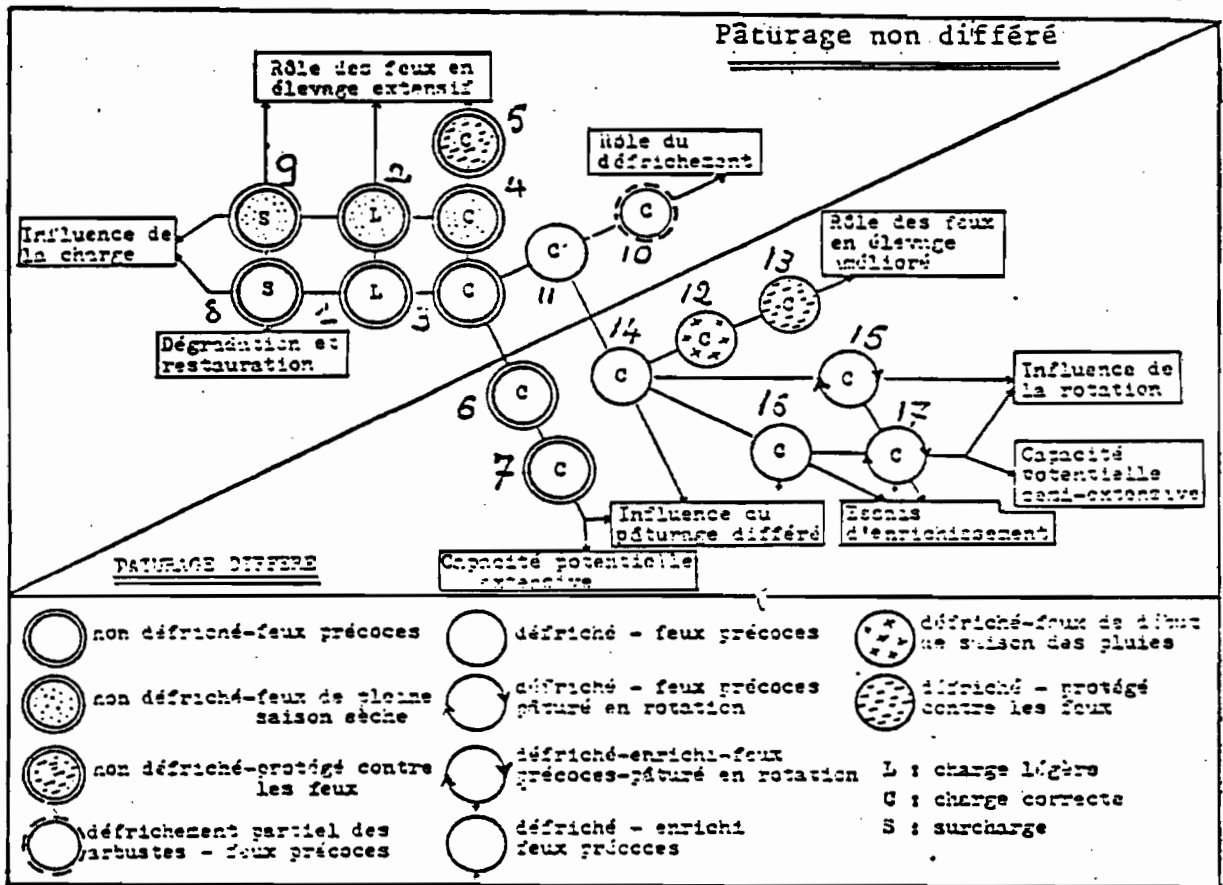 Pâturage non différé
Rôle des feux en
élevage extensif
5
C
9
2
4
S
L
C
Rôle du
défrichement
C
10
Influence de
la charge
C
11
Rôle des feux
en élevage
amélioré
13
C
12
C
S
L
C
8
1
3
Dégradation et
restauration
14
C
15
C
Influence de
la rotation
6
C
16
C
17
C
7
C
Capacité
potentielle
semi-extensive
Influence du
pâturage différé
Essais
d'enrichissement
PATURAGE DIFFERE
Capacité potentielle
extensive
non défriché-feux précoces
non défriché-feux de pleine
saison sèche
non défriché-protégé contre
les feux
défrichement partiel des
arbustes - feux précoces
défriché - feux précoces
défriché - feux précoces
pâturé en rotation
défriché-enrichi-feux
précoces-pâturé en rotation
défriché - enrichi
feux précoces
défriché-feux de début
de saison des pluies
défriché - protégé
contre les feux
L : charge légère
C : charge correcte
S : surcharge